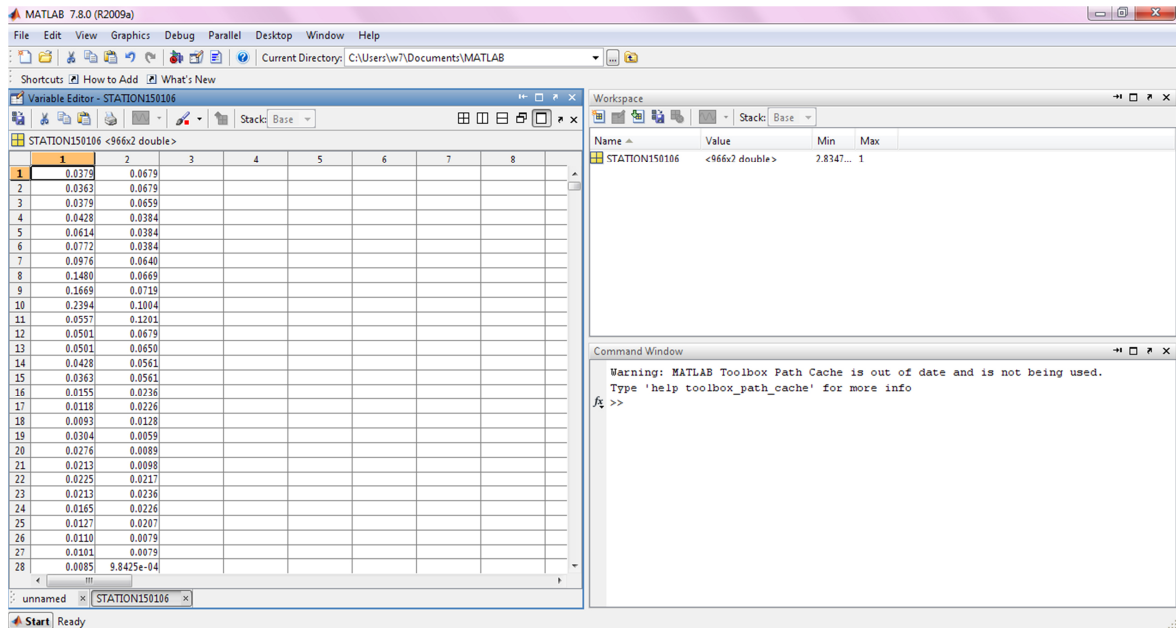 MATLAB 7.8.0 (R2009a)
File Edit View Graphics Debug Parallel Desktop Window Help
Current Directory: C:\Users\w7\Documents\MATLAB
Shortcuts How to Add What's New
Variable Editor - STATION150106
Stack: Base
STATION150106 <966x2 double>
1 2 3 4 5 6 7 8
1 0.0379 0.0679
2 0.0363 0.0679
3 0.0379 0.0659
4 0.0428 0.0384
5 0.0614 0.0384
6 0.0772 0.0384
7 0.0976 0.0640
8 0.1480 0.0669
9 0.1669 0.0719
10 0.2394 0.1004
11 0.0557 0.1201
12 0.0501 0.0679
13 0.0501 0.0650
14 0.0428 0.0561
15 0.0363 0.0561
16 0.0155 0.0236
17 0.0118 0.0226
18 0.0093 0.0128
19 0.0304 0.0059
20 0.0276 0.0089
21 0.0213 0.0098
22 0.0225 0.0217
23 0.0213 0.0236
24 0.0165 0.0226
25 0.0127 0.0207
26 0.0110 0.0079
27 0.0101 0.0079
28 0.0085 9.8425e-04
unnamed STATION150106
Workspace
Stack: Base
Name Value Min Max
STATION150106 <966x2 double> 2.8347... 1
Command Window
Warning: MATLAB Toolbox Path Cache is out of date and is not being used.
Type 'help toolbox_path_cache' for more info
fx >>
Start Ready